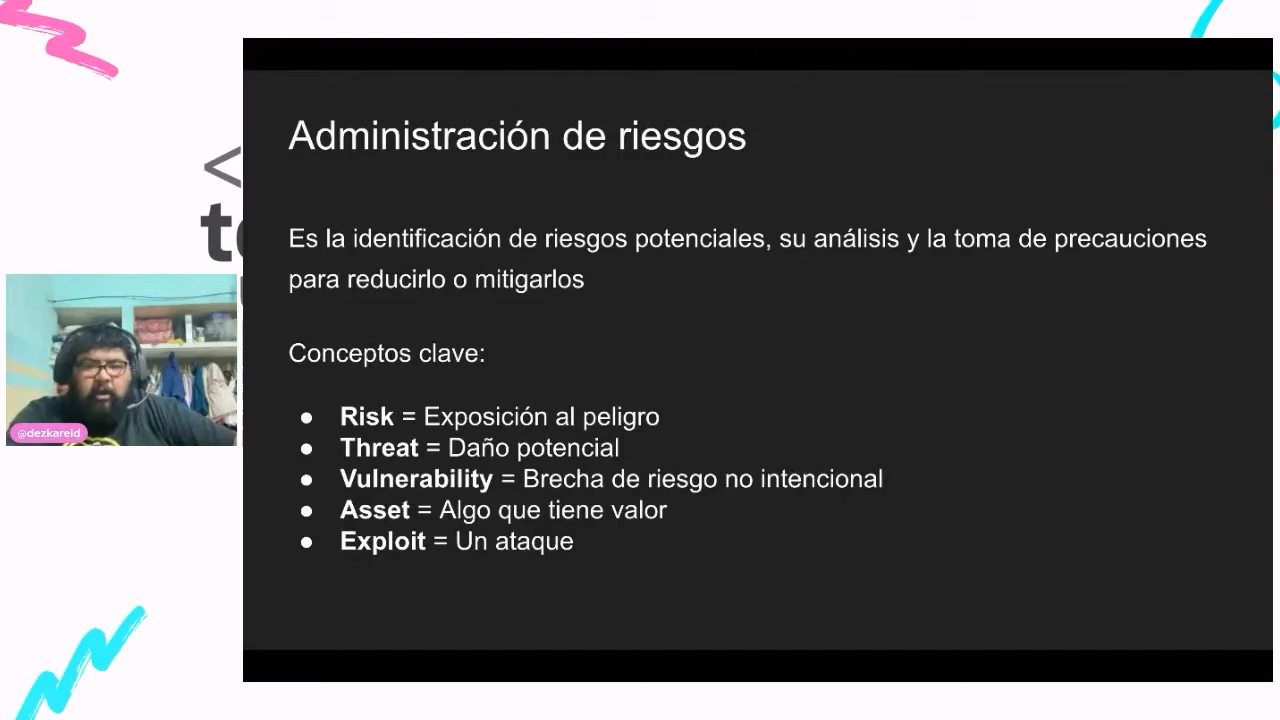 Administración de riesgos
Es la identificación de riesgos potenciales, su análisis y la toma de precauciones
para reducirlo o mitigarlos
Conceptos clave:
● Risk = Exposición al peligro
● Threat = Daño potencial
● Vulnerability = Brecha de riesgo no intencional
● Asset = Algo que tiene valor
● Exploit = Un ataque
<
@dezkareid